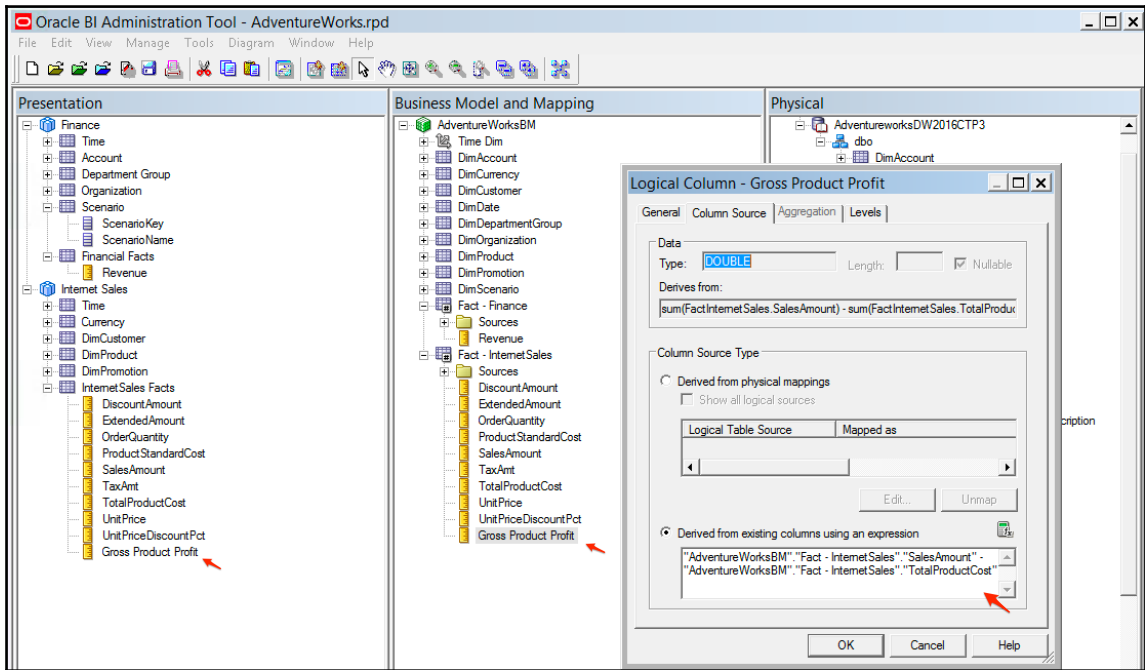 Oracle BI Administration Tool - AdventureWorks.rpd
File Edit View Manage Tools Diagram Window Help
Presentation
Finance
Time
Account
Department Group
Organization
Scenario
ScenarioKey
ScenarioName
Financial Facts
Revenue
Internet Sales
Time
Currency
DimCustomer
DimProduct
DimPromotion
InternetSales Facts
DiscountAmount
ExtendedAmount
OrderQuantity
ProductStandardCost
SalesAmount
TaxAmt
TotalProductCost
UnitPrice
UnitPriceDiscountPct
Gross Product Profit
Business Model and Mapping
AdventureWorksBM
Time Dim
DimAccount
DimCurrency
DimCustomer
DimDate
DimDepartmentGroup
DimOrganization
DimProduct
DimPromotion
DimScenario
Fact - Finance
Sources
Revenue
Fact - InternetSales
Sources
DiscountAmount
ExtendedAmount
OrderQuantity
ProductStandardCost
SalesAmount
TaxAmt
TotalProductCost
UnitPrice
UnitPriceDiscountPct
Gross Product Profit
Physical
AdventureworksDW2016CTP3
dbo
DimAccount
cription
Logical Column - Gross Product Profit
General Column Source Aggregation Levels
Data
Type: DOUBLE Length: Nullable
Derives from:
sum(FactInternetSales.SalesAmount) - sum(FactInternetSales.TotalProduc
Column Source Type
Derived from physical mappings
Show all logical sources
Logical Table Source Mapped as
Edit... Unmap
Derived from existing columns using an expression
"AdventureWorksBM"."Fact - InternetSales"."SalesAmount" -
"AdventureWorksBM"."Fact - InternetSales"."TotalProductCost"
OK Cancel Help